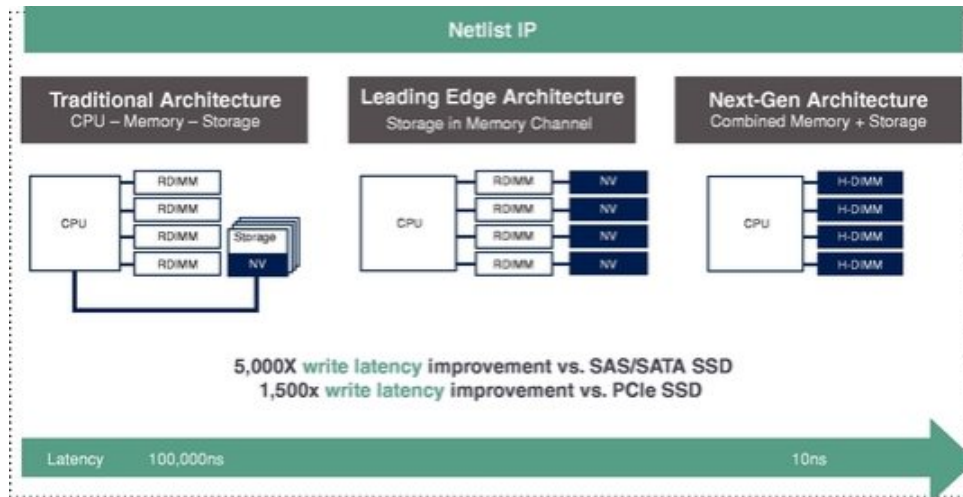 Netlist IP
Traditional Architecture
CPU – Memory – Storage
Leading Edge Architecture
Storage in Memory Channel
Next-Gen Architecture
Combined Memory + Storage
CPU
RDIMM
RDIMM
RDIMM
RDIMM
Storage
NV
CPU
RDIMM
NV
RDIMM
NV
RDIMM
NV
RDIMM
NV
CPU
H-DIMM
H-DIMM
H-DIMM
H-DIMM
5,000X write latency improvement vs. SAS/SATA SSD
1,500x write latency improvement vs. PCIe SSD
Latency 100,000ns 10ns